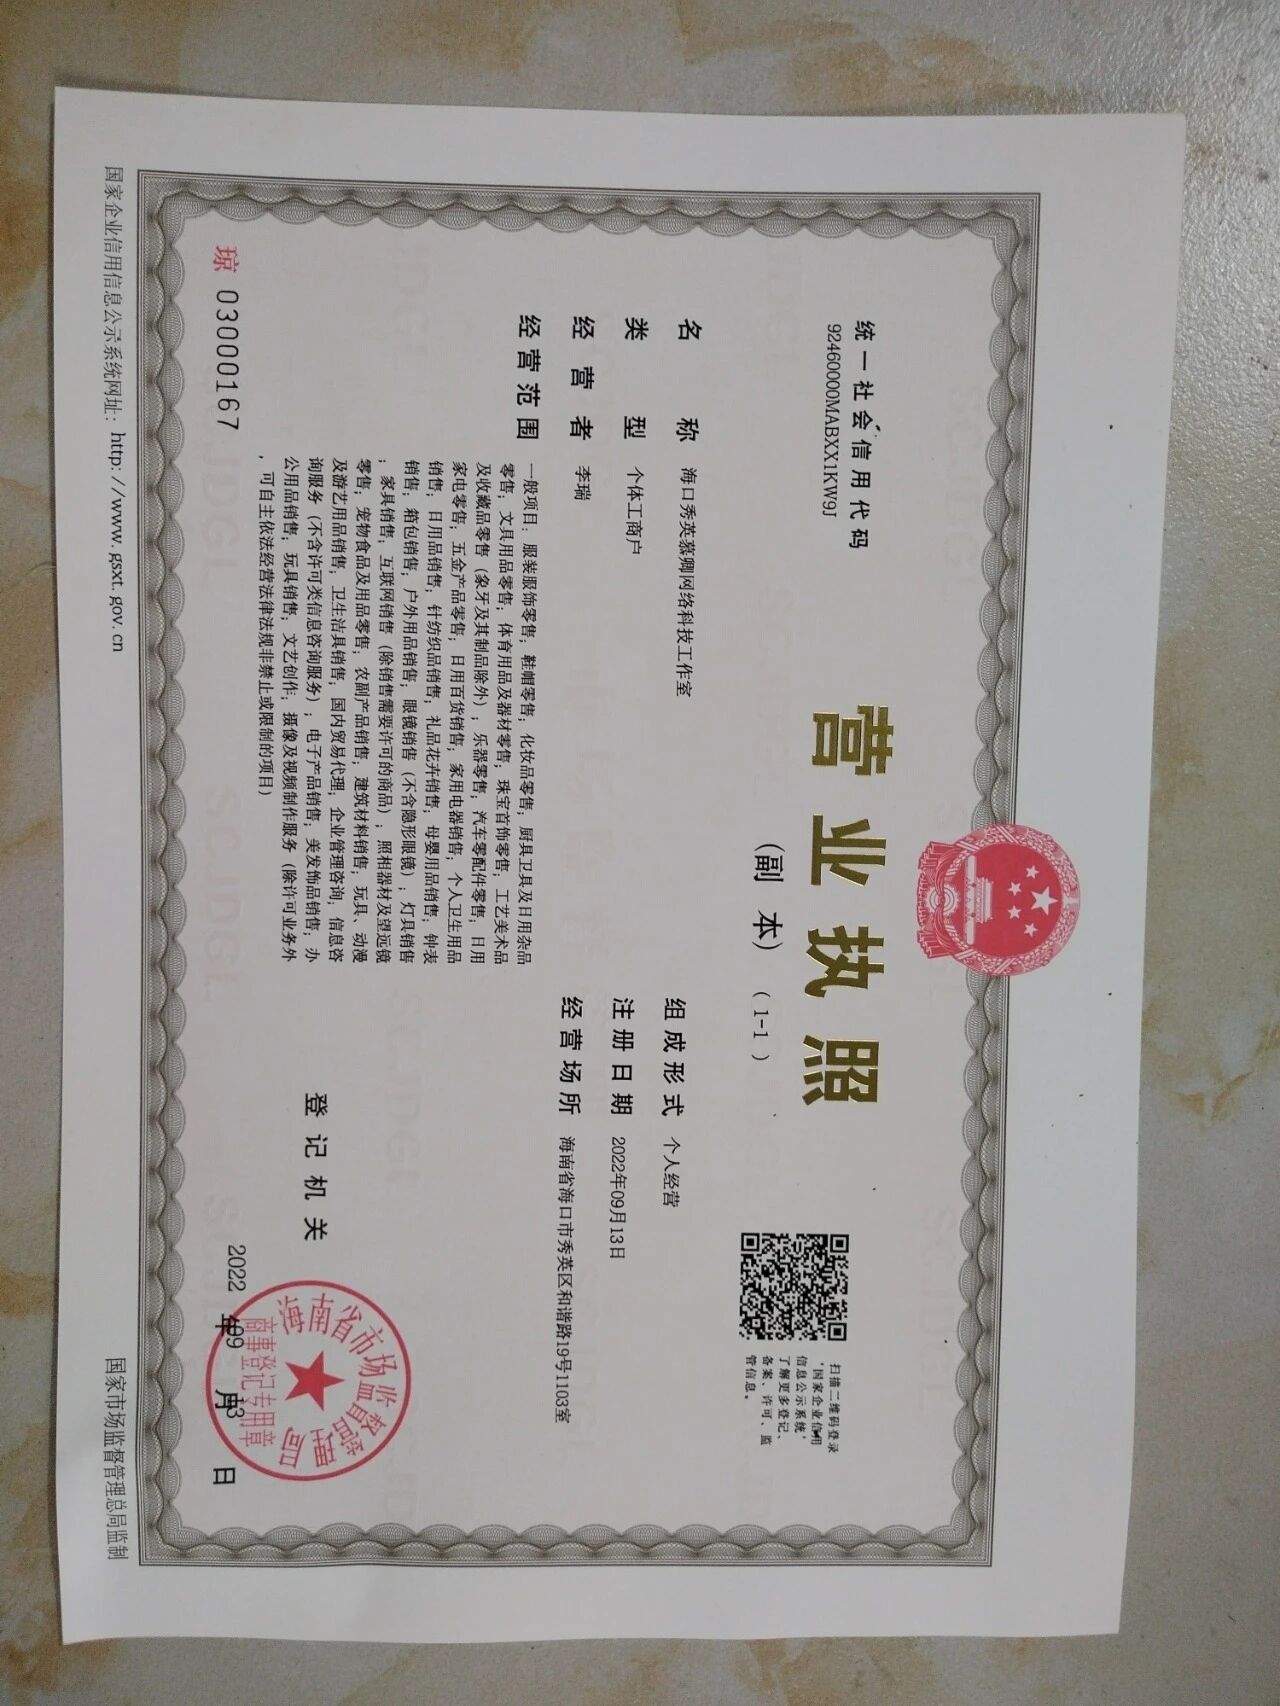 统一社会信用代码
92460000MABXX1KW9J
营业执照
（副 本）（1-1）
扫描二维码登录
‘国家企业信用
信息公示系统’
了解更多登记、
备案、许可、监
管信息。
名 称 海口秀英慕卿网络科技工作室
类 型 个体工商户
经 营 者 李瑞
经 营 范 围 一般项目：服装服饰零售；鞋帽零售；化妆品零售；厨具卫具及日用杂品
零售；文具用品零售；体育用品及器材零售；珠宝首饰零售；工艺美术品
及收藏品零售（象牙及其制品除外）；乐器零售；汽车零配件零售；日用
家电零售；五金产品零售；日用百货销售；家用电器销售；个人卫生用品
销售；日用品销售；针纺织品销售；礼品花卉销售；母婴用品销售；钟表
销售；箱包销售；户外用品销售；眼镜销售（不含隐形眼镜）；灯具销售
；家具销售；互联网销售（除销售需要许可的商品）；照相器材及望远镜
零售；宠物食品及用品零售；农副产品销售；建筑材料销售；玩具、动漫
及游艺用品销售；卫生洁具销售；国内贸易代理；企业管理咨询；信息咨
询服务（不含许可类信息咨询服务）；电子产品销售；美发饰品销售；办
公用品销售；玩具销售；文艺创作；摄像及视频制作服务（除许可业务外
，可自主依法经营法律法规非禁止或限制的项目）
组成形式 个人经营
注册日期 2022年09月13日
经营场所 海南省海口市秀英区和谐路19号1103室
登记机关
海南省市场监督管理局
商事登记专用章
2022 年 09 月 13 日
琼 03000167
国家企业信用信息公示系统网址：http://www.gsxt.gov.cn
国家市场监督管理总局监制